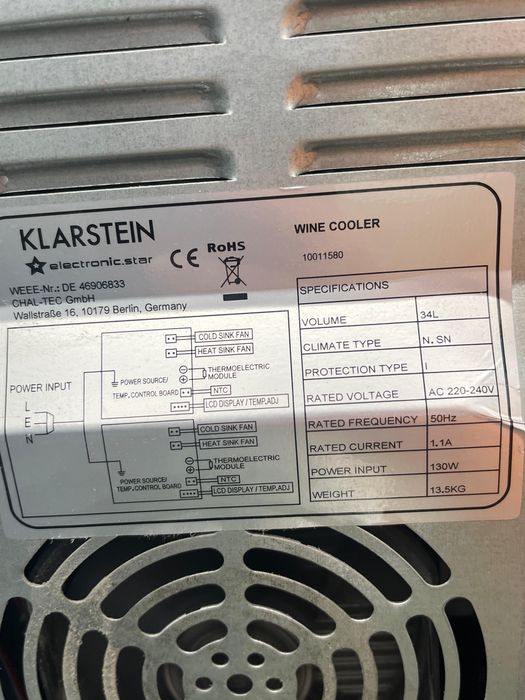 KLARSTEIN
electronic.star
CE
RoHS
WEEE-Nr.: DE 46906833
CHAL-TEC GmbH
Wallstraße 16, 10179 Berlin, Germany
POWER INPUT
L
E
N
COLD SINK FAN
HEAT SINK FAN
THERMOELECTRIC
MODULE
POWER SOURCE/
TEMP.CONTROL BOARD
NTC
LCD DISPLAY / TEMP.ADJ
COLD SINK FAN
HEAT SINK FAN
THERMOELECTRIC
MODULE
POWER SOURCE/
TEMP.CONTROL BOARD
NTC
LCD DISPLAY / TEMP.ADJ
WINE COOLER
10011580
SPECIFICATIONS
VOLUME 34L
CLIMATE TYPE N, SN
PROTECTION TYPE I
RATED VOLTAGE AC 220-240V
RATED FREQUENCY 50Hz
RATED CURRENT 1.1A
POWER INPUT 130W
WEIGHT 13.5KG